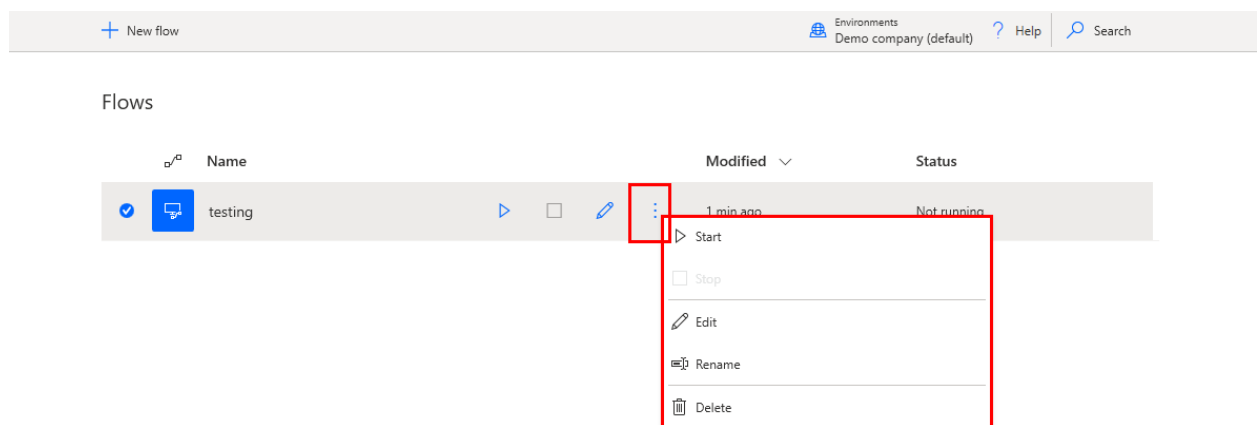 New flow
Environments
Demo company (default)
Help
Search
Flows
Name Modified Status
testing 1 min ago Not running
Start
Stop
Edit
Rename
Delete